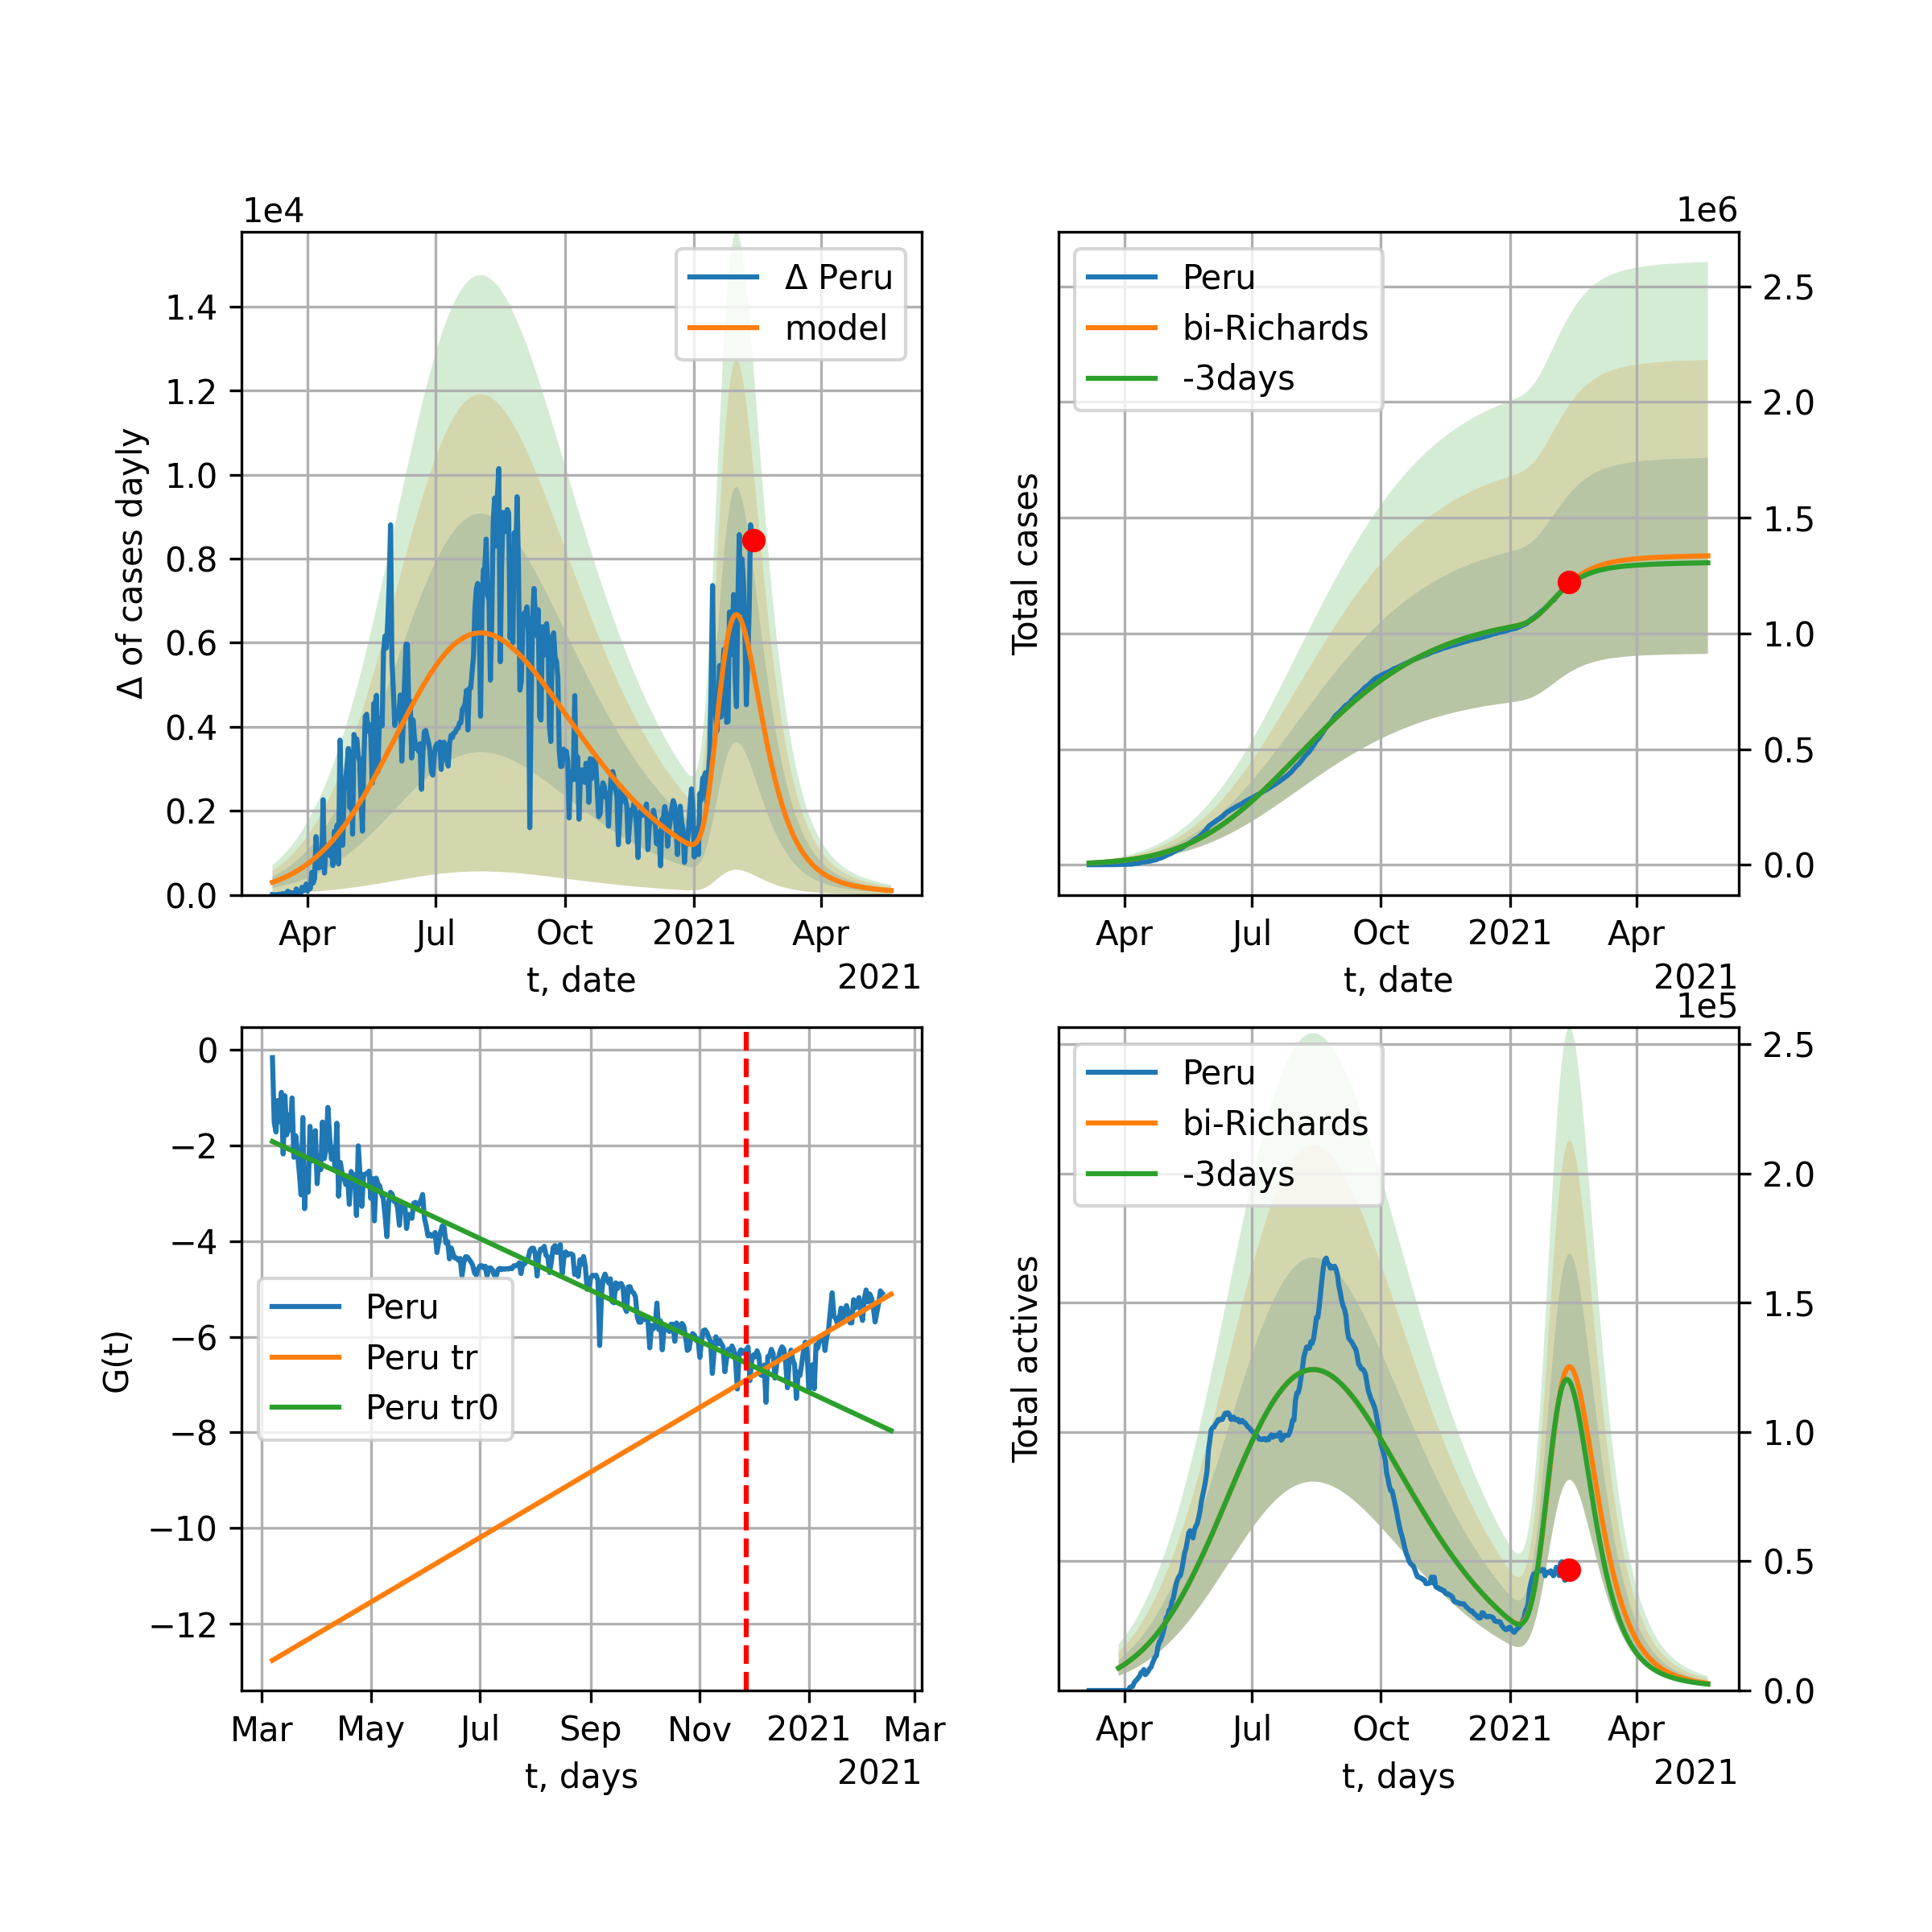 1e4
Δ Peru
model
1.4
1.2
1.0
0.8
0.6
0.4
0.2
0.0
Δ of cases dayly
Apr Jul Oct 2021 Apr
t, date
2021
1e6
Peru
bi-Richards
-3days
2.5
2.0
1.5
1.0
0.5
0.0
Total cases
Apr Jul Oct 2021 Apr
t, date
2021
0
−2
−4
−6
−8
−10
−12
G(t)
Peru
Peru tr
Peru tr0
Mar May Jul Sep Nov 2021 Mar
t, days
2021
1e5
Peru
bi-Richards
-3days
2.5
2.0
1.5
1.0
0.5
0.0
Total actives
Apr Jul Oct 2021 Apr
t, days
2021